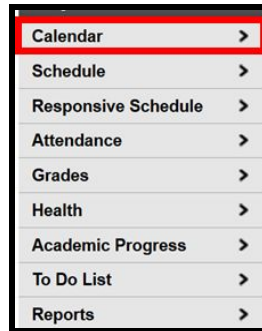 Calendar
Schedule
Responsive Schedule
Attendance
Grades
Health
Academic Progress
To Do List
Reports